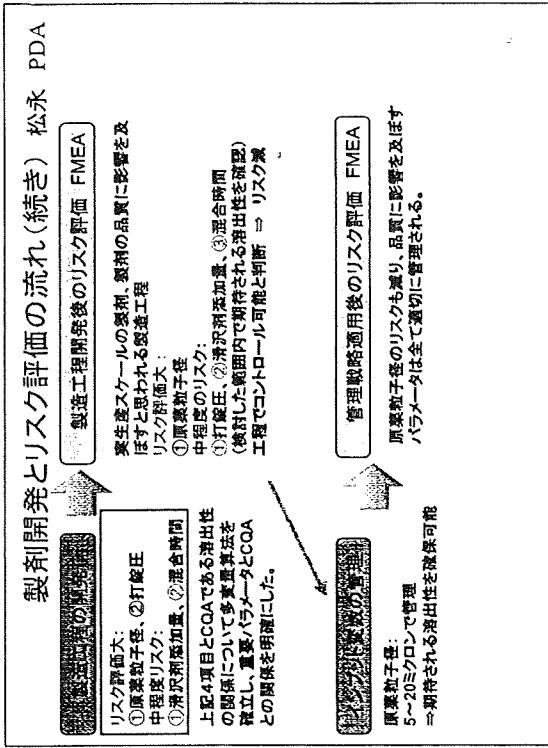 製剤開発とリスク評価の流れ(続き) 松永 PDA
製造工程の開発
リスク評価大:
①原薬粒子径、②打錠圧
中程度リスク:
①滑沢剤添加量、②混合時間
上記4項目とCQAである溶出性
の関係について多変量算法を
確立し、重要パラメータとCQA
との関係を明確にした。
製造工程開発後のリスク評価 FMEA
実生産スケールの製剤、製剤の品質に影響を及
ぼすと思われる製造工程
リスク評価大:
①原薬粒子径
中程度のリスク:
①打錠圧、②滑沢剤添加量、③混合時間
(検討した範囲内で期待される溶出性を確認)
工程でコントロール可能と判断 ⇒ リスク減
の管理
原薬粒子径:
5~20ミクロンで管理
⇒期待される溶出性を確保可能
管理戦略適用後のリスク評価 FMEA
原薬粒子径のリスクも減り、品質に影響を及ぼす
パラメータは全て適切に管理される。